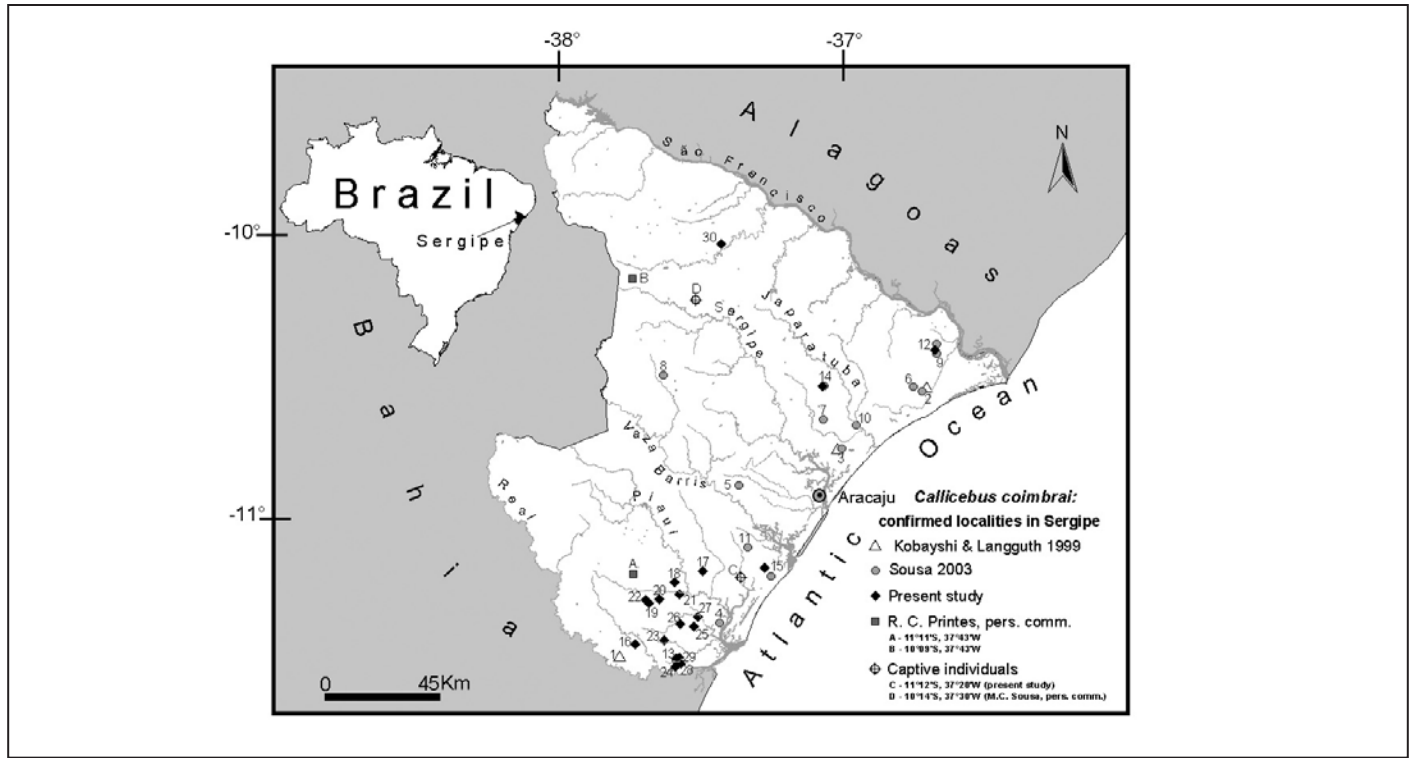 -38°
-37°
Alagoas
São Francisco
N
Brazil
Sergipe
-10°
30
B
D
Sergipe
Japaratuba
Bahia
12
9
8
14
6
2
7
10
3
Vaza Barris
Ocean
5
Aracaju
Callicebus coimbrai:
confirmed localities in Sergipe
Real
Piauí
-11°
11
Kobayshi & Langguth 1999
A
18
17
C
15
Sousa 2003
22
20
19
21
27
4
Present study
26
25
R. C. Printes, pers. comm.
A - 11°11'S, 37°43'W
B - 10°09'S, 37°43'W
16
23
1
13
29
24
28
Atlantic
Captive individuals
C - 11°12'S, 37°20'W (present study)
D - 10°14'S, 37°30'W (M.C. Sousa, pers. comm.)
0 45Km